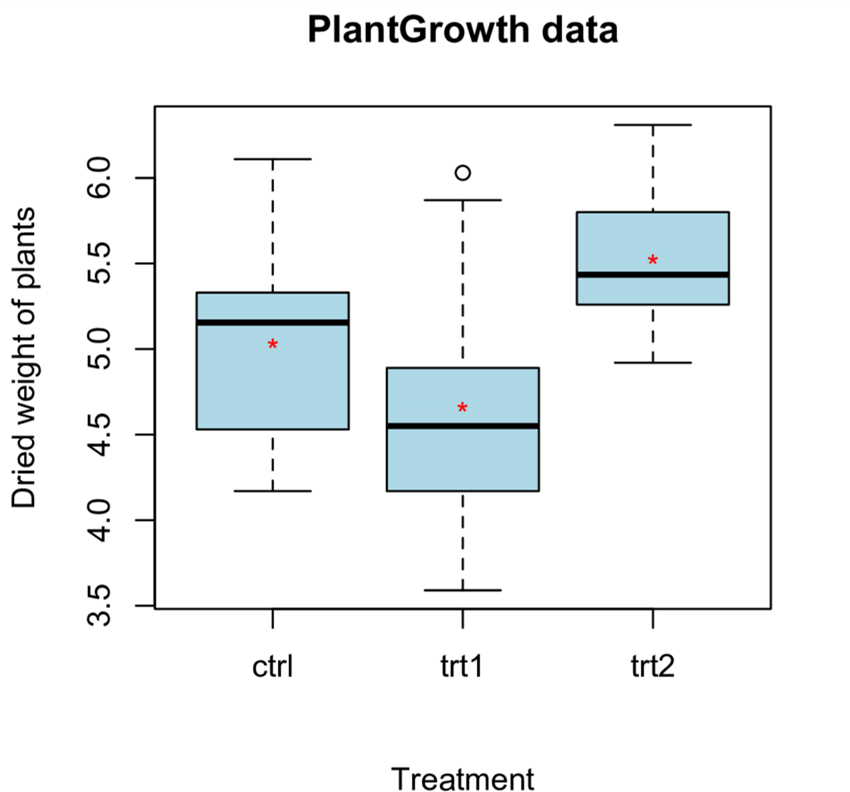 PlantGrowth data
Dried weight of plants
6.0
5.5
5.0
4.5
4.0
3.5
ctrl trt1 trt2
Treatment